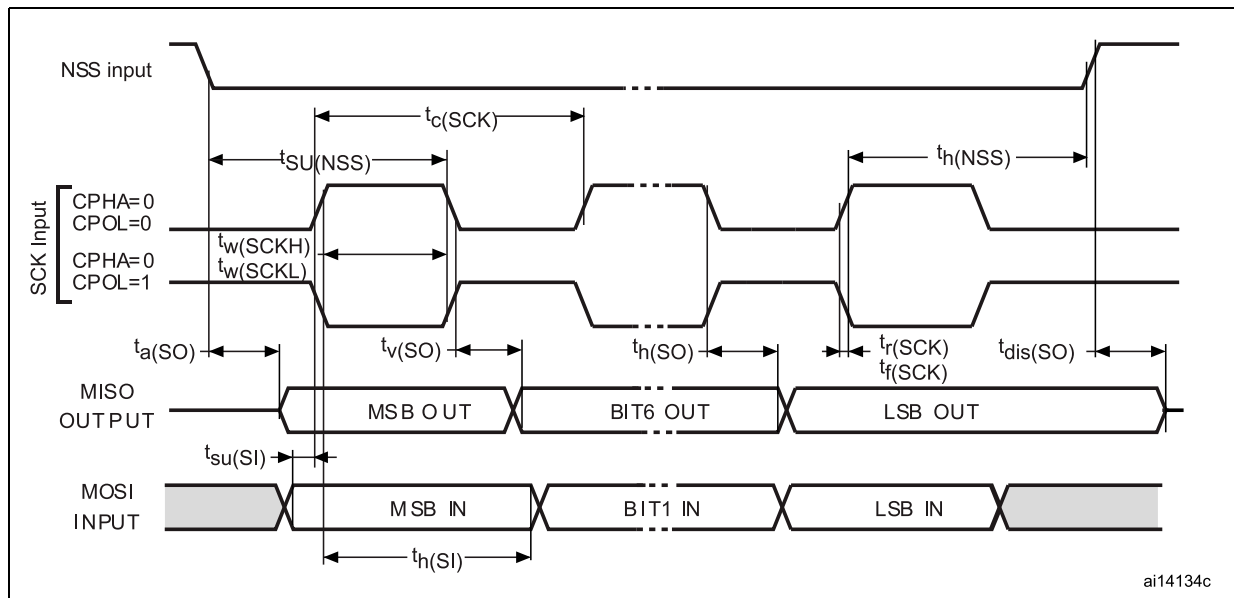 NSS input
tc(SCK)
tSU(NSS)
th(NSS)
SCK Input
CPHA=0
CPOL=0
tw(SCKH)
CPHA=0
tw(SCKL)
CPOL=1
ta(SO)
tv(SO)
th(SO)
tr(SCK)
tf(SCK)
tdis(SO)
MISO
OUTPUT
MSB OUT
BIT6 OUT
LSB OUT
tsu(SI)
MOSI
INPUT
MSB IN
BIT1 IN
LSB IN
th(SI)
ai14134c